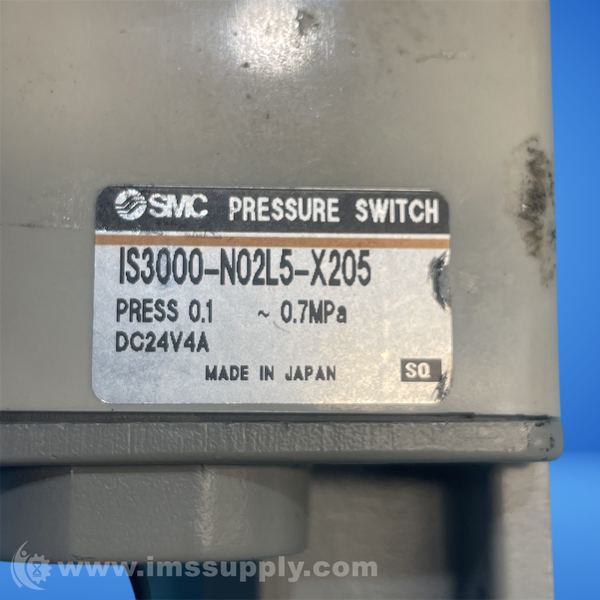 SMC PRESSURE SWITCH
IS3000-N02L5-X205
PRESS 0.1 ~ 0.7MPa
DC24V4A
MADE IN JAPAN SQ
www.imssupply.com